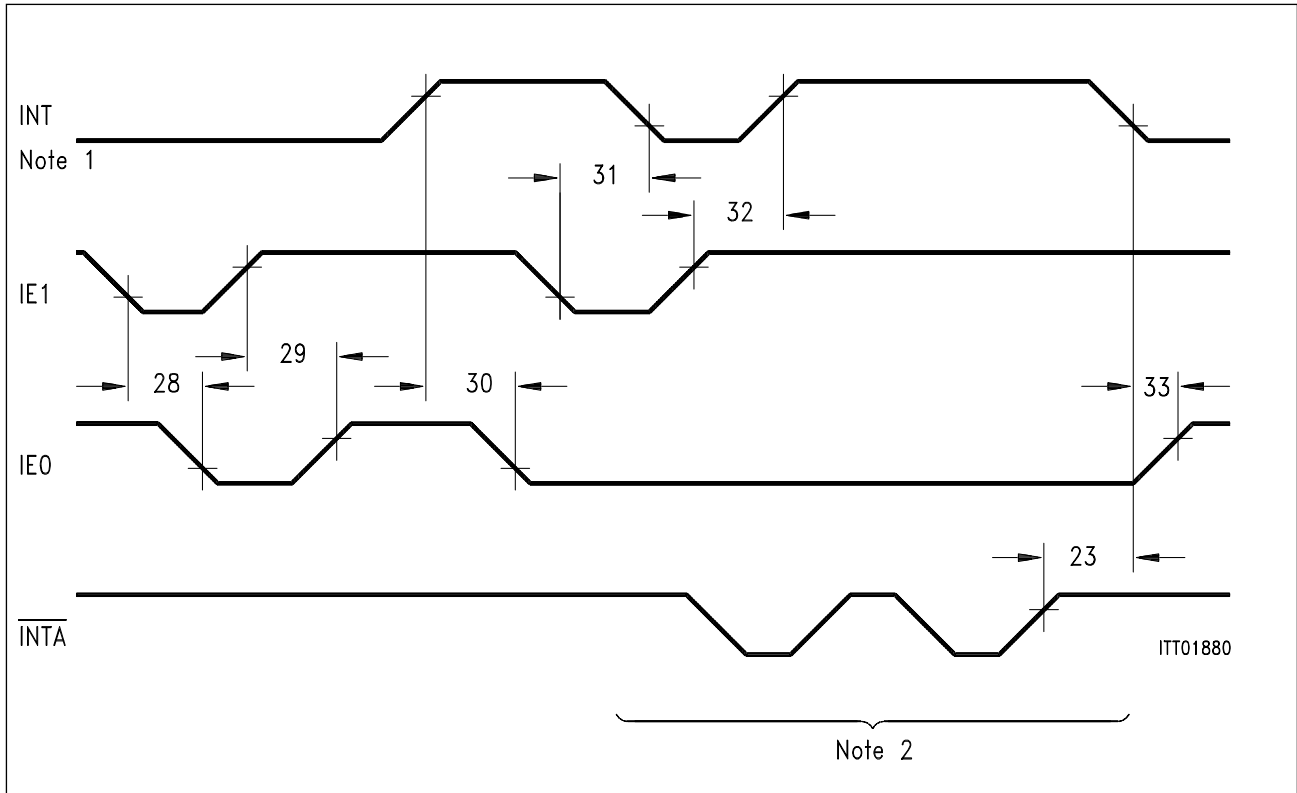 INT
Note 1
31
32
IE1
29
28
30
33
IE0
23
INTA
ITT01880
Note 2